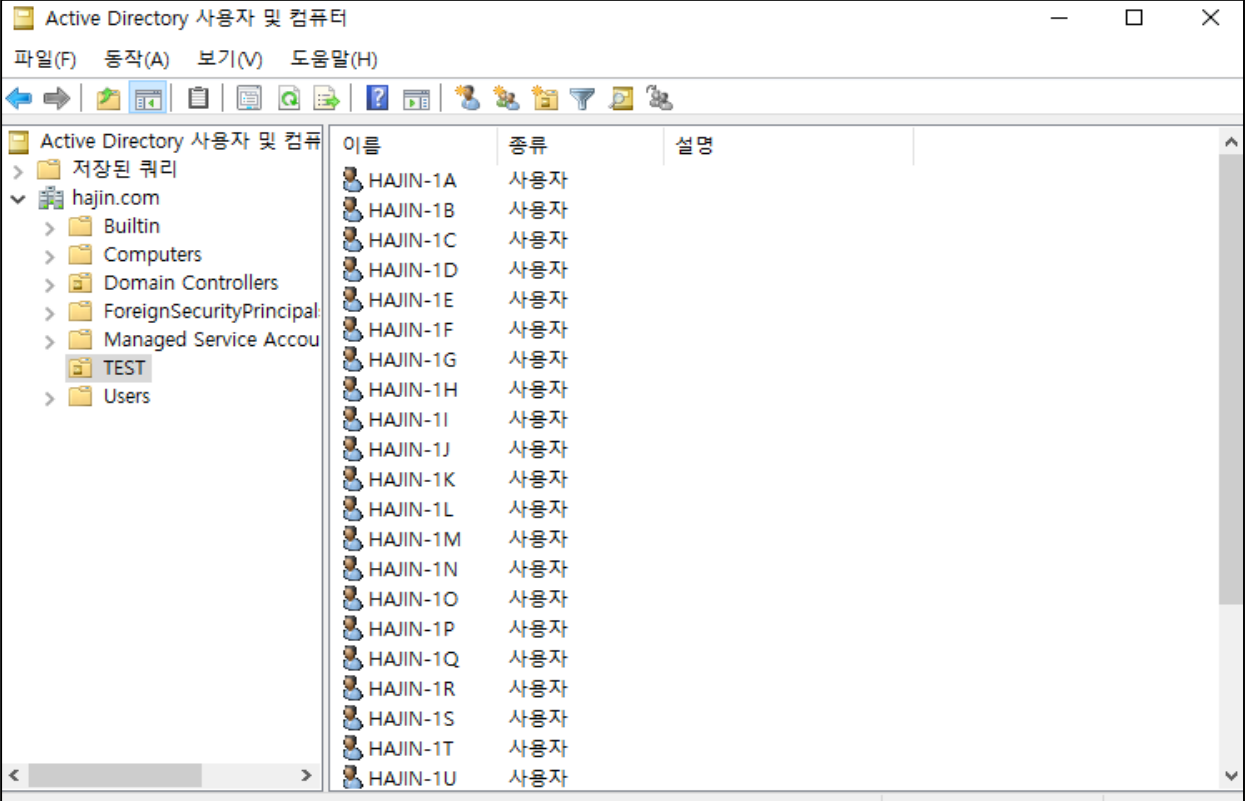 Active Directory 사용자 및 컴퓨터
파일(F) 동작(A) 보기(V) 도움말(H)
Active Directory 사용자 및 컴퓨
저장된 쿼리
hajin.com
Builtin
Computers
Domain Controllers
ForeignSecurityPrincipals
Managed Service Accou
TEST
Users
이름 종류 설명
HAJIN-1A 사용자
HAJIN-1B 사용자
HAJIN-1C 사용자
HAJIN-1D 사용자
HAJIN-1E 사용자
HAJIN-1F 사용자
HAJIN-1G 사용자
HAJIN-1H 사용자
HAJIN-1I 사용자
HAJIN-1J 사용자
HAJIN-1K 사용자
HAJIN-1L 사용자
HAJIN-1M 사용자
HAJIN-1N 사용자
HAJIN-1O 사용자
HAJIN-1P 사용자
HAJIN-1Q 사용자
HAJIN-1R 사용자
HAJIN-1S 사용자
HAJIN-1T 사용자
HAJIN-1U 사용자